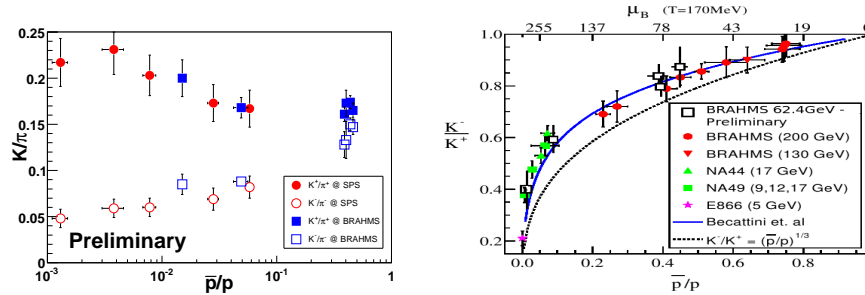 K/π
0.25
0.2
0.15
0.1
0.05
0
K⁺/π⁺ @ SPS
K⁻/π⁻ @ SPS
K⁺/π⁺ @ BRAHMS
K⁻/π⁻ @ BRAHMS
Preliminary
10⁻³ 10⁻² 10⁻¹ 1
p̅/p
μ_B (T=170MeV)
255 137 78 43 19 0
K⁻/K⁺
1.0
0.8
0.6
0.4
0.2
BRAHMS 62.4GeV -
Preliminary
BRAHMS (200 GeV)
BRAHMS (130 GeV)
NA44 (17 GeV)
NA49 (9,12,17 GeV)
E866 (5 GeV)
Becattini et. al
K⁻/K⁺ = (p̅/p)^1/3
0.0 0.2 0.4 0.6 0.8
p̅/p